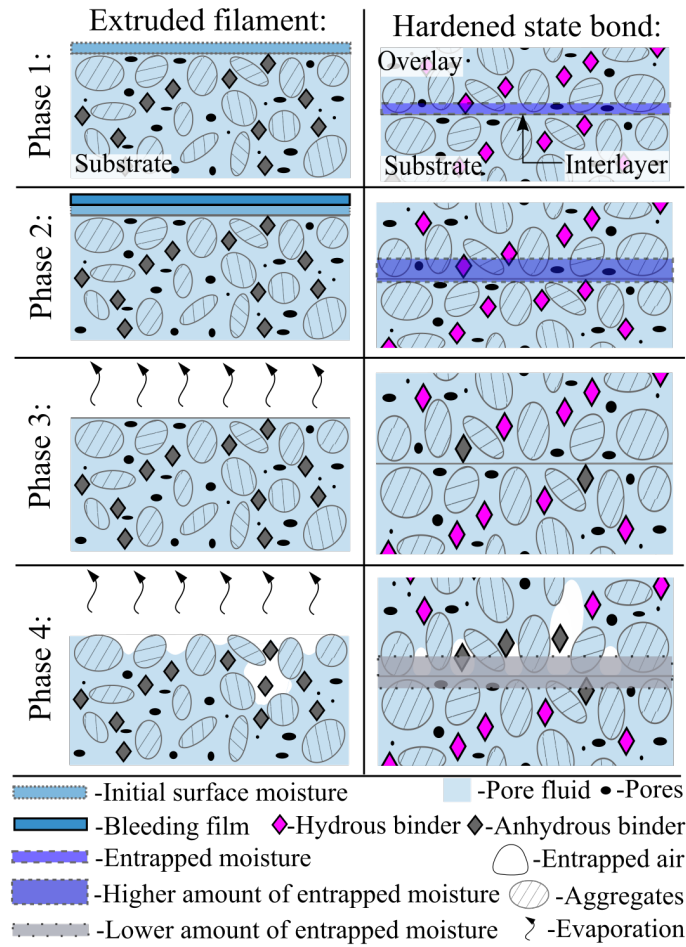 Extruded filament:
Hardened state bond:
Phase 1:
Substrate
Overlay
Substrate
Interlayer
Phase 2:
Phase 3:
Phase 4:
-Initial surface moisture
-Pore fluid
-Pores
-Bleeding film
-Hydrous binder
-Anhydrous binder
-Entrapped moisture
-Entrapped air
-Higher amount of entrapped moisture
-Aggregates
-Lower amount of entrapped moisture
-Evaporation